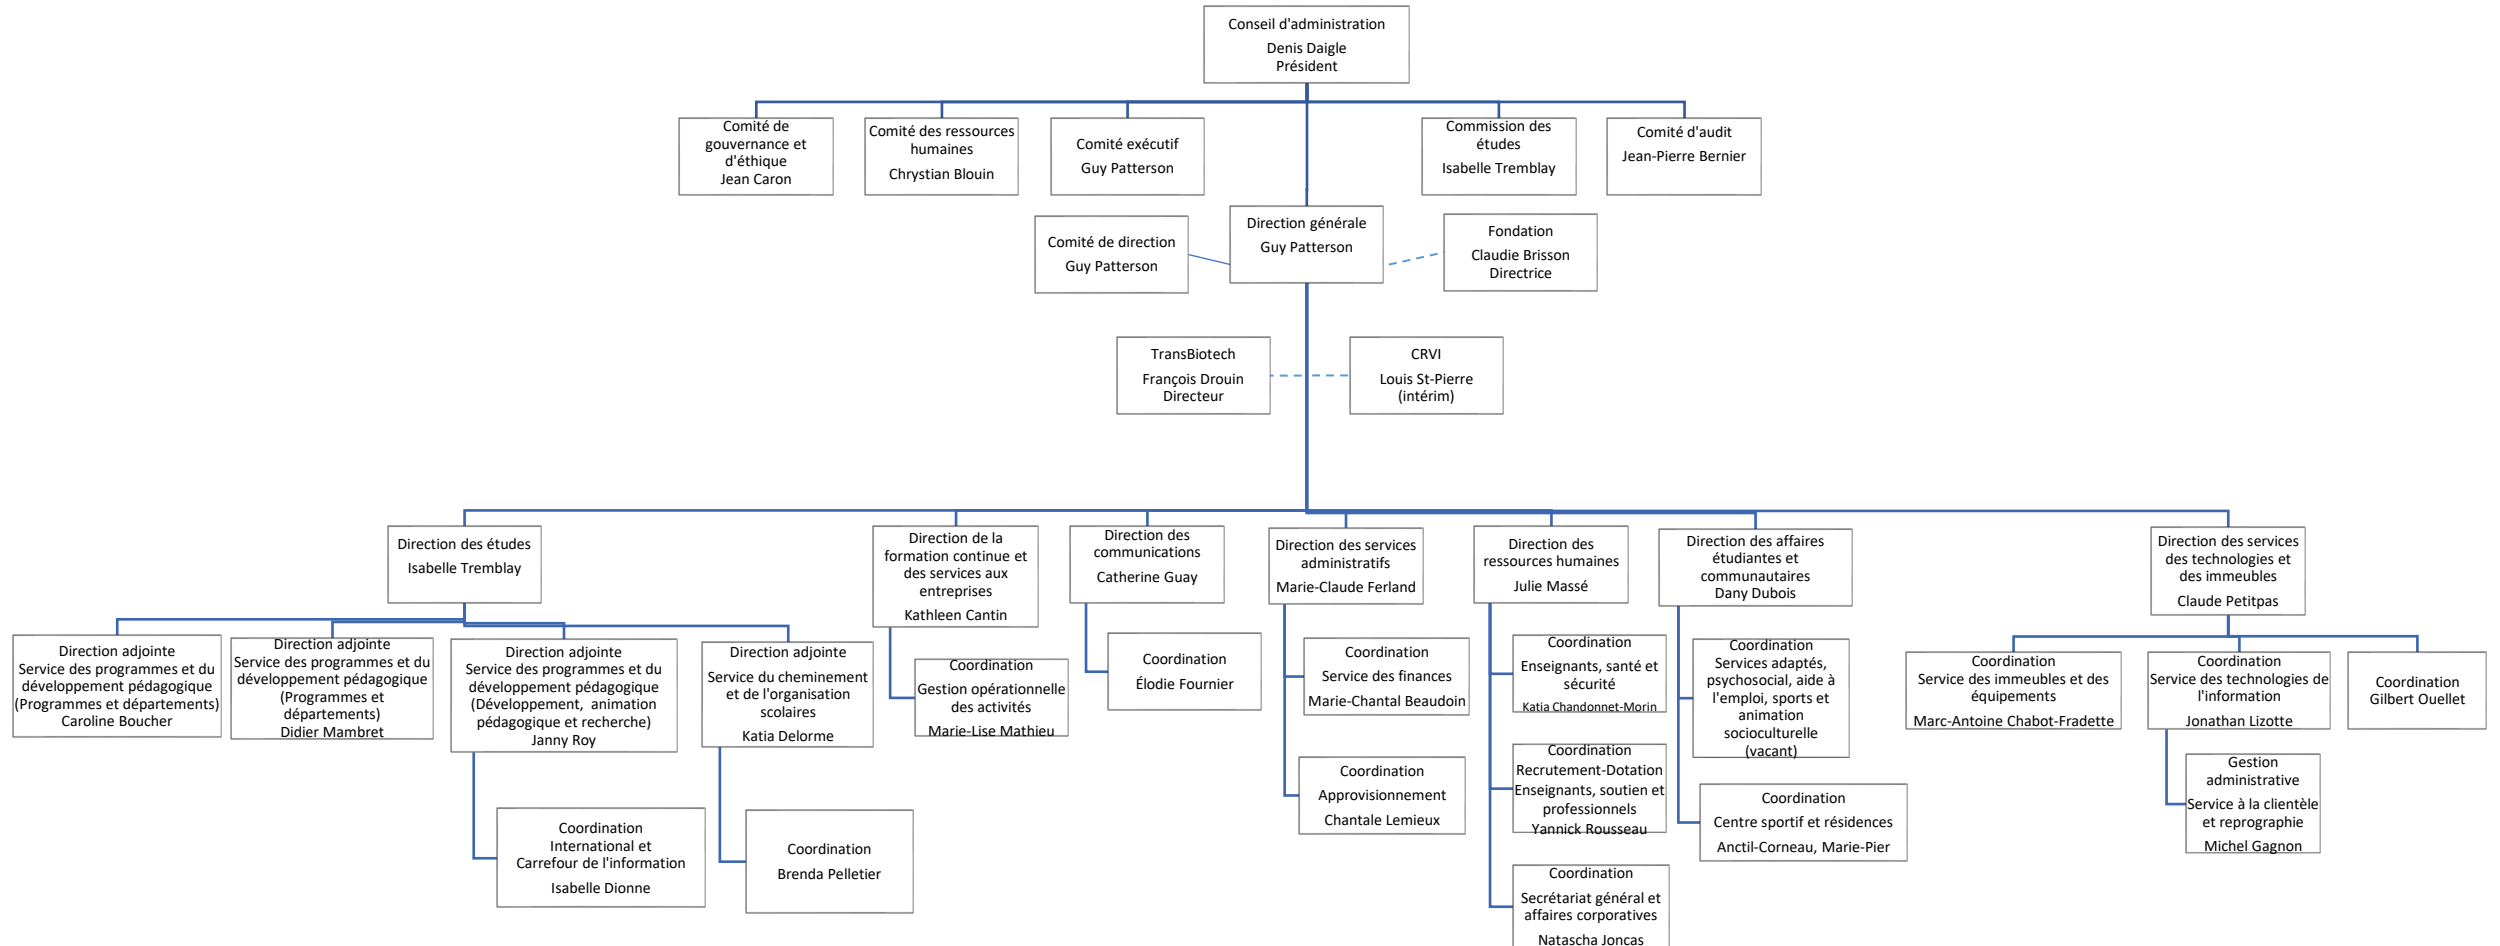 Conseil d'administration
Denis Daigle
Président
Comité de
gouvernance et
d'éthique
Jean Caron
Comité des ressources
humaines
Chrystian Blouin
Comité exécutif
Guy Patterson
Commission des
études
Isabelle Tremblay
Comité d'audit
Jean-Pierre Bernier
Comité de direction
Guy Patterson
Direction générale
Guy Patterson
Fondation
Claudie Brisson
Directrice
TransBiotech
François Drouin
Directeur
CRVI
Louis St-Pierre
(intérim)
Direction des études
Isabelle Tremblay
Direction de la
formation continue et
des services aux
entreprises
Kathleen Cantin
Direction des
communications
Catherine Guay
Direction des services
administratifs
Marie-Claude Ferland
Direction des
ressources humaines
Julie Massé
Direction des affaires
étudiantes et
communautaires
Dany Dubois
Direction des services
des technologies et
des immeubles
Claude Petitpas
Direction adjointe
Service des programmes et du
développement pédagogique
(Programmes et départements)
Caroline Boucher
Direction adjointe
Service des programmes et du
développement pédagogique
(Programmes et
départements)
Didier Mambret
Direction adjointe
Service des programmes et du
développement pédagogique
(Développement, animation
pédagogique et recherche)
Janny Roy
Direction adjointe
Service du cheminement
et de l'organisation
scolaires
Katia Delorme
Coordination
Gestion opérationnelle
des activités
Marie-Lise Mathieu
Coordination
Élodie Fournier
Coordination
Service des finances
Marie-Chantal Beaudoin
Coordination
Enseignants, santé et
sécurité
Katia Chandonnet-Morin
Coordination
Services adaptés,
psychosocial, aide à
l'emploi, sports et
animation
socioculturelle
(vacant)
Coordination
Service des immeubles et des
équipements
Marc-Antoine Chabot-Fradette
Coordination
Service des technologies de
l'information
Jonathan Lizotte
Coordination
Gilbert Ouellet
Coordination
International et
Carrefour de l'information
Isabelle Dionne
Coordination
Brenda Pelletier
Coordination
Approvisionnement
Chantale Lemieux
Coordination
Recrutement-Dotation
Enseignants, soutien et
professionnels
Yannick Rousseau
Coordination
Centre sportif et résidences
Anctil-Corneau, Marie-Pier
Gestion
administrative
Service à la clientèle
et reprographie
Michel Gagnon
Coordination
Secrétariat général et
affaires corporatives
Natascha Joncas